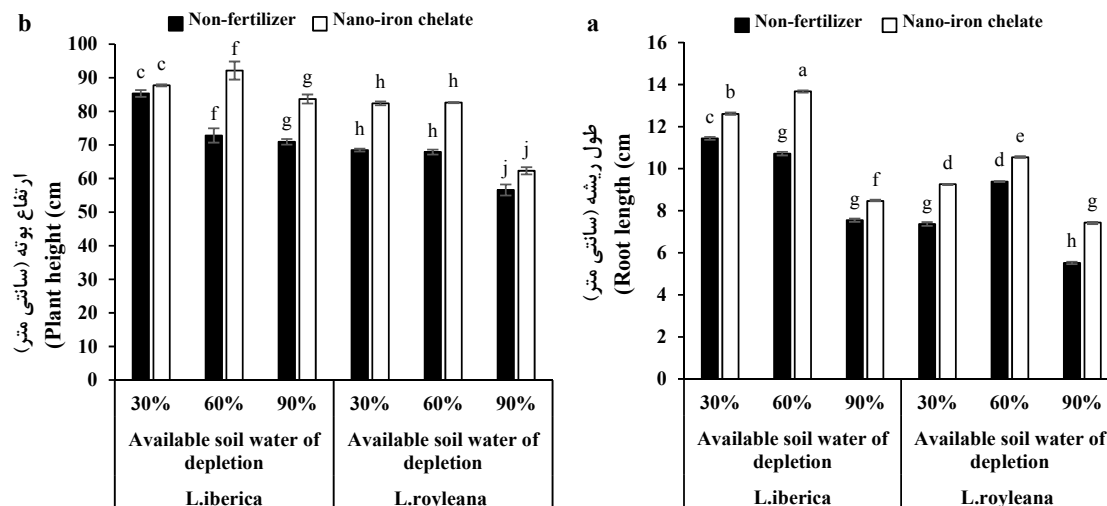 b
Non-fertilizer Nano-iron chelate
100
90
80
70
60
50
40
30
20
10
0
ارتفاع بوته (سانتی متر)
(Plant height (cm
c c f f g g h h h h j j
30% 60% 90% 30% 60% 90%
Available soil water of depletion Available soil water of depletion
L.iberica L.royleana
a
Non-fertilizer Nano-iron chelate
16
14
12
10
8
6
4
2
0
طول ریشه (سانتی متر)
(Root length (cm
c b g a g f g d g e h g
30% 60% 90% 30% 60% 90%
Available soil water of depletion Available soil water of depletion
L.iberica L.royleana